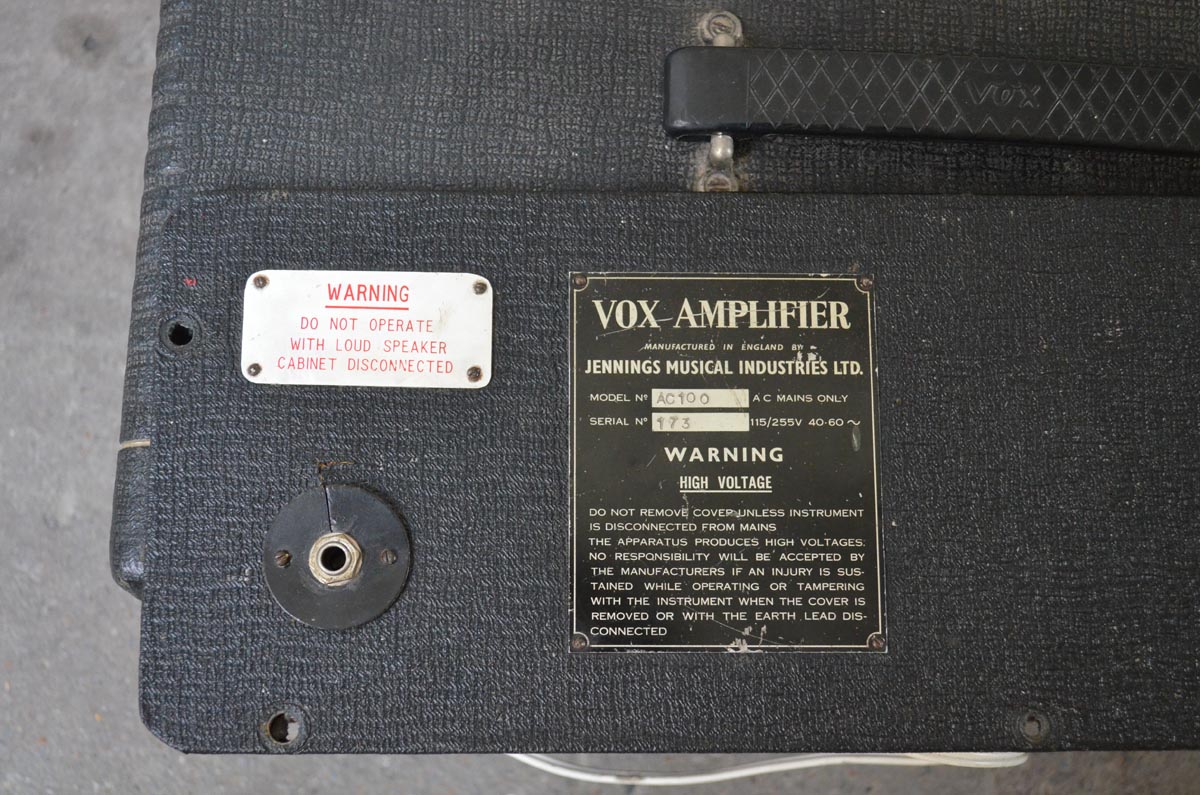 VOX
WARNING
DO NOT OPERATE
WITH LOUD SPEAKER
CABINET DISCONNECTED
VOX AMPLIFIER
MANUFACTURED IN ENGLAND BY
JENNINGS MUSICAL INDUSTRIES LTD.
MODEL Nº AC100 A C MAINS ONLY
SERIAL Nº 173 115/255V 40·60 ~
WARNING
HIGH VOLTAGE
DO NOT REMOVE COVER UNLESS INSTRUMENT
IS DISCONNECTED FROM MAINS
THE APPARATUS PRODUCES HIGH VOLTAGES.
NO RESPONSIBILITY WILL BE ACCEPTED BY
THE MANUFACTURERS IF AN INJURY IS SUS-
TAINED WHILE OPERATING OR TAMPERING
WITH THE INSTRUMENT WHEN THE COVER IS
REMOVED OR WITH THE EARTH LEAD DIS-
CONNECTED